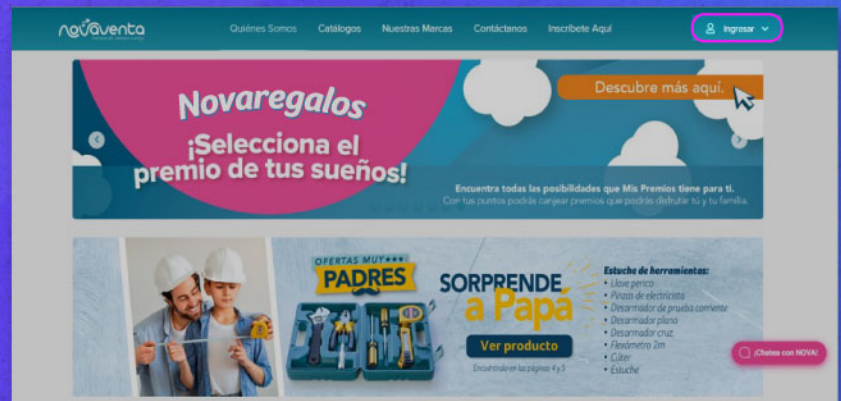 novaventa
Quiénes Somos
Catálogos
Nuestras Marcas
Contáctanos
Inscríbete Aquí
Ingresar
Novaregalos
¡Selecciona el
premio de tus sueños!
Descubre más aquí.
Encuentra todas las posibilidades que Mis Premios tiene para ti.
Con tus puntos podrás canjear premios que podrás disfrutar tú y tu familia.
OFERTAS MUY
PADRES
SORPRENDE
a Papá
Ver producto
Encuéntralo en las páginas 4 y 5
Estuche de herramientas:
• Llave perico
• Pinzas de electricista
• Desarmador de prueba corriente
• Desarmador plano
• Desarmador cruz
• Flexómetro 2m
• Cúter
• Estuche
¡Chatea con NOVA!